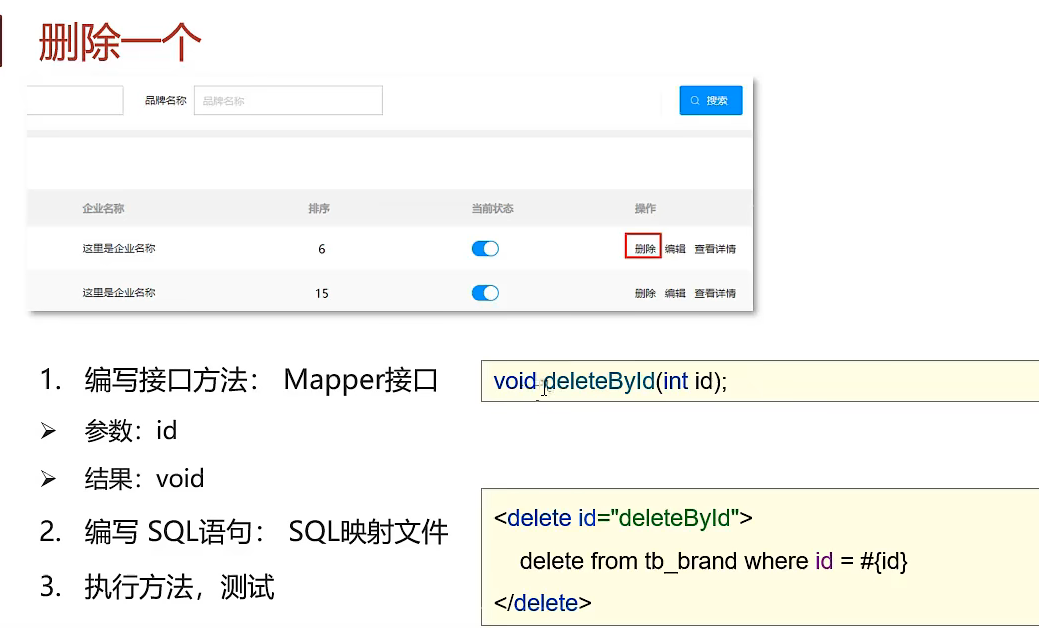 删除一个
品牌名称 品牌名称 搜索
企业名称 排序 当前状态 操作
这里是企业名称 6 删除 编辑 查看详情
这里是企业名称 15 删除 编辑 查看详情
1. 编写接口方法： Mapper接口
➢ 参数：id
➢ 结果：void
2. 编写 SQL语句： SQL映射文件
3. 执行方法，测试
void deleteById(int id);
<delete id="deleteById">
delete from tb_brand where id = #{id}
</delete>